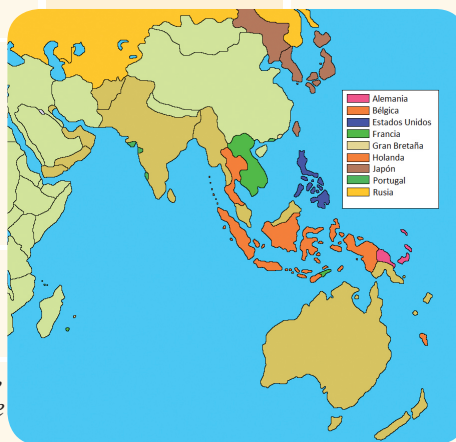 Alemania
Bélgica
Estados Unidos
Francia
Gran Bretaña
Holanda
Japón
Portugal
Rusia
e